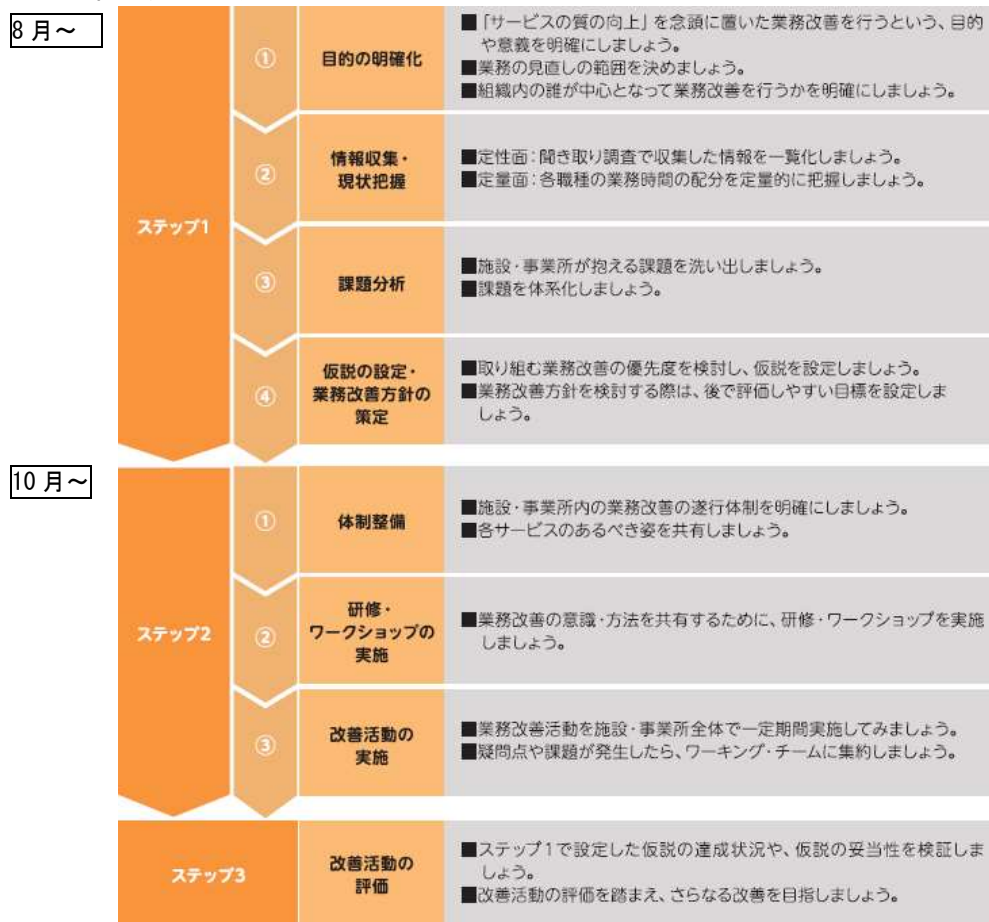 8月～
ステップ1
①
目的の明確化
■「サービスの質の向上」を念頭に置いた業務改善を行うという、目的
や意義を明確にしましょう。
■業務の見直しの範囲を決めましょう。
■組織内の誰が中心となって業務改善を行うかを明確にしましょう。
②
情報収集・
現状把握
■定性面：聞き取り調査で収集した情報を一覧化しましょう。
■定量面：各職種の業務時間の配分を定量的に把握しましょう。
③
課題分析
■施設・事業所が抱える課題を洗い出しましょう。
■課題を体系化しましょう。
④
仮説の設定・
業務改善方針の
策定
■取り組む業務改善の優先度を検討し、仮説を設定しましょう。
■業務改善方針を検討する際は、後で評価しやすい目標を設定しま
しょう。
10月～
ステップ2
①
体制整備
■施設・事業所内の業務改善の遂行体制を明確にしましょう。
■各サービスのあるべき姿を共有しましょう。
②
研修・
ワークショップの
実施
■業務改善の意識・方法を共有するために、研修・ワークショップを実施
しましょう。
③
改善活動の
実施
■業務改善活動を施設・事業所全体で一定期間実施してみましょう。
■疑問点や課題が発生したら、ワーキング・チームに集約しましょう。
ステップ3
改善活動の
評価
■ステップ1で設定した仮説の達成状況や、仮説の妥当性を検証しま
しょう。
■改善活動の評価を踏まえ、さらなる改善を目指しましょう。